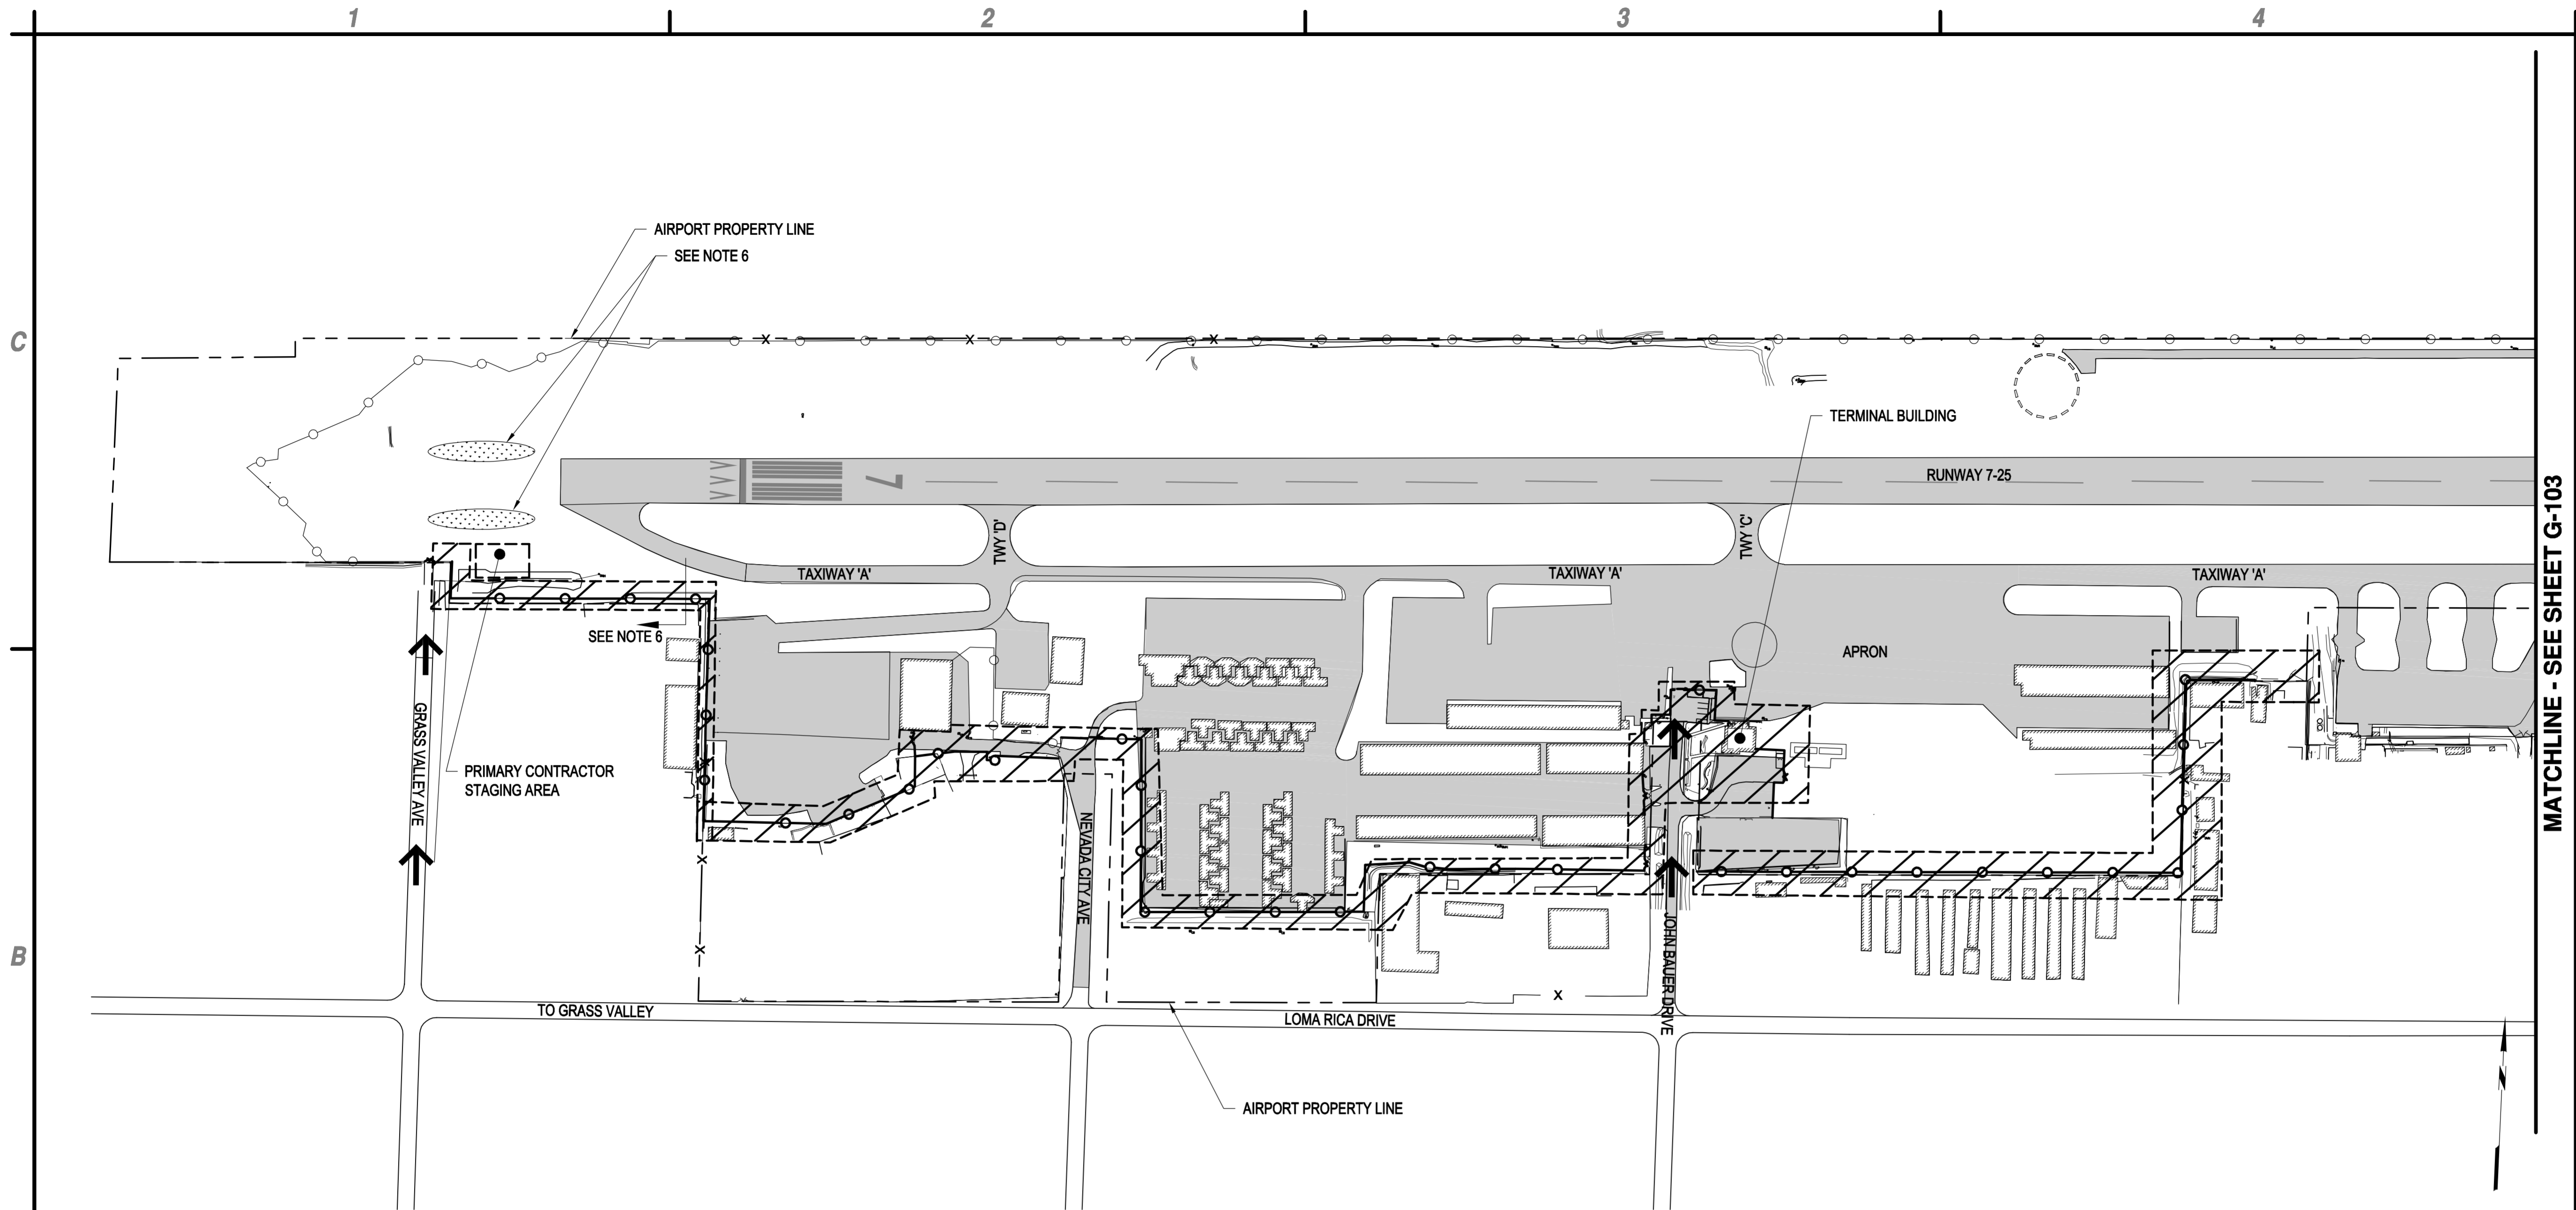 1
2
3
4
AIRPORT PROPERTY LINE
SEE NOTE 6
C
TERMINAL BUILDING
7
RUNWAY 7-25
MATCHLINE - SEE SHEET G-103
TWY 'D'
TWY 'C'
TAXIWAY 'A'
TAXIWAY 'A'
TAXIWAY 'A'
SEE NOTE 6
APRON
GRASS VALLEY AVE
PRIMARY CONTRACTOR
STAGING AREA
NEVADA CITY AVE
JOHN BAUER DRIVE
B
TO GRASS VALLEY
LOMA RICA DRIVE
AIRPORT PROPERTY LINE
N